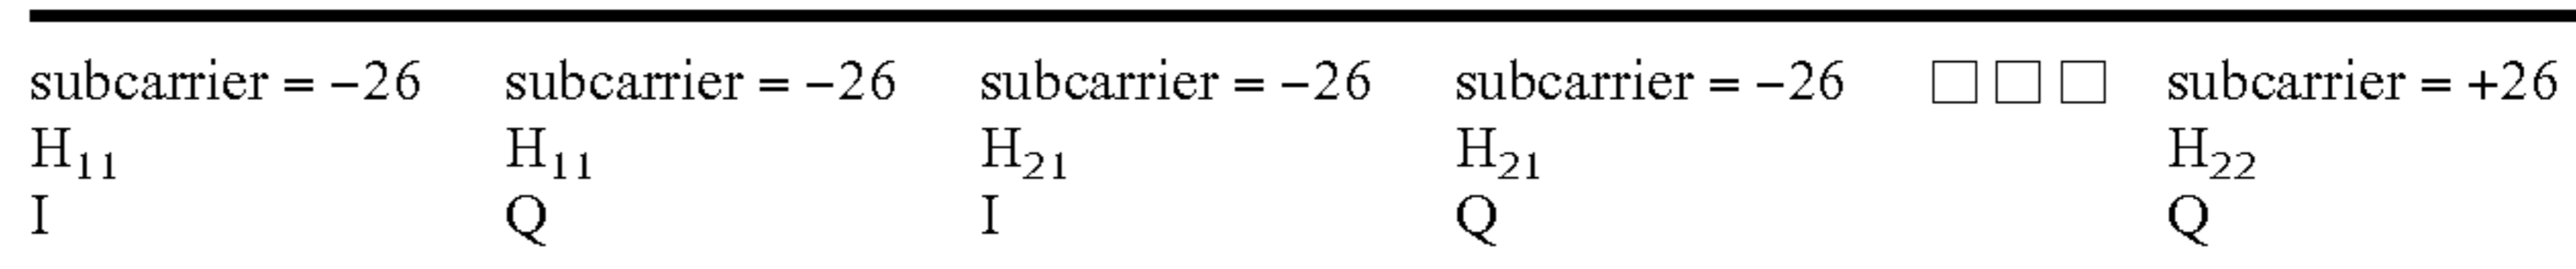 subcarrier = −26 subcarrier = −26 subcarrier = −26 subcarrier = −26 □ □ □ subcarrier = +26
H₁₁ H₁₁ H₂₁ H₂₁ H₂₂
I Q I Q Q